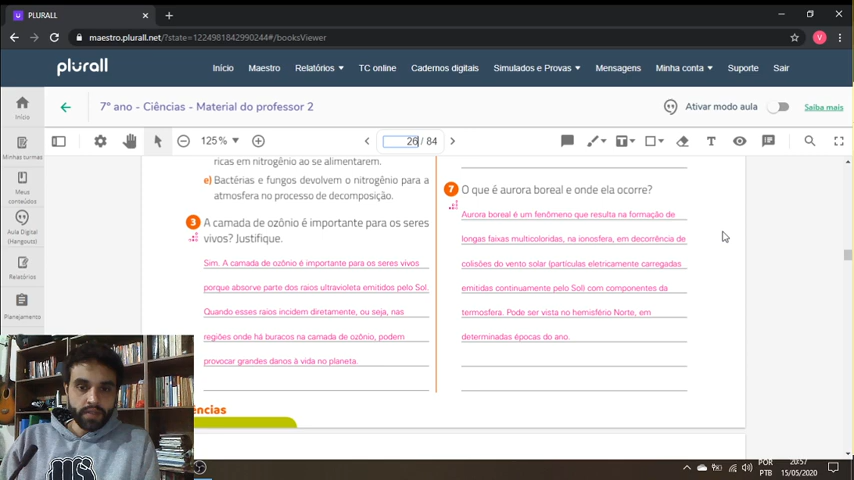 PLURALL
maestro.plurall.net/?state=1224981842990244#/booksViewer
V
plurall
Início
Maestro
Relatórios
TC online
Cadernos digitais
Simulados e Provas
Mensagens
Minha conta
Suporte
Sair
Início
Minhas turmas
Meus conteúdos
Aula Digital (Hangouts)
Relatórios
Planejamento
7º ano - Ciências - Material do professor 2
Ativar modo aula
Saiba mais
125%
26 / 84
ricas em nitrogênio ao se alimentarem.
e) Bactérias e fungos devolvem o nitrogênio para a
atmosfera no processo de decomposição.
3 A camada de ozônio é importante para os seres
vivos? Justifique.
Sim. A camada de ozônio é importante para os seres vivos
porque absorve parte dos raios ultravioleta emitidos pelo Sol.
Quando esses raios incidem diretamente, ou seja, nas
regiões onde há buracos na camada de ozônio, podem
provocar grandes danos à vida no planeta.
7 O que é aurora boreal e onde ela ocorre?
Aurora boreal é um fenômeno que resulta na formação de
longas faixas multicoloridas, na ionosfera, em decorrência de
colisões do vento solar (partículas eletricamente carregadas
emitidas continuamente pelo Sol) com componentes da
termosfera. Pode ser vista no hemisfério Norte, em
determinadas épocas do ano.
ências
POR
PTB
20:57
15/05/2020